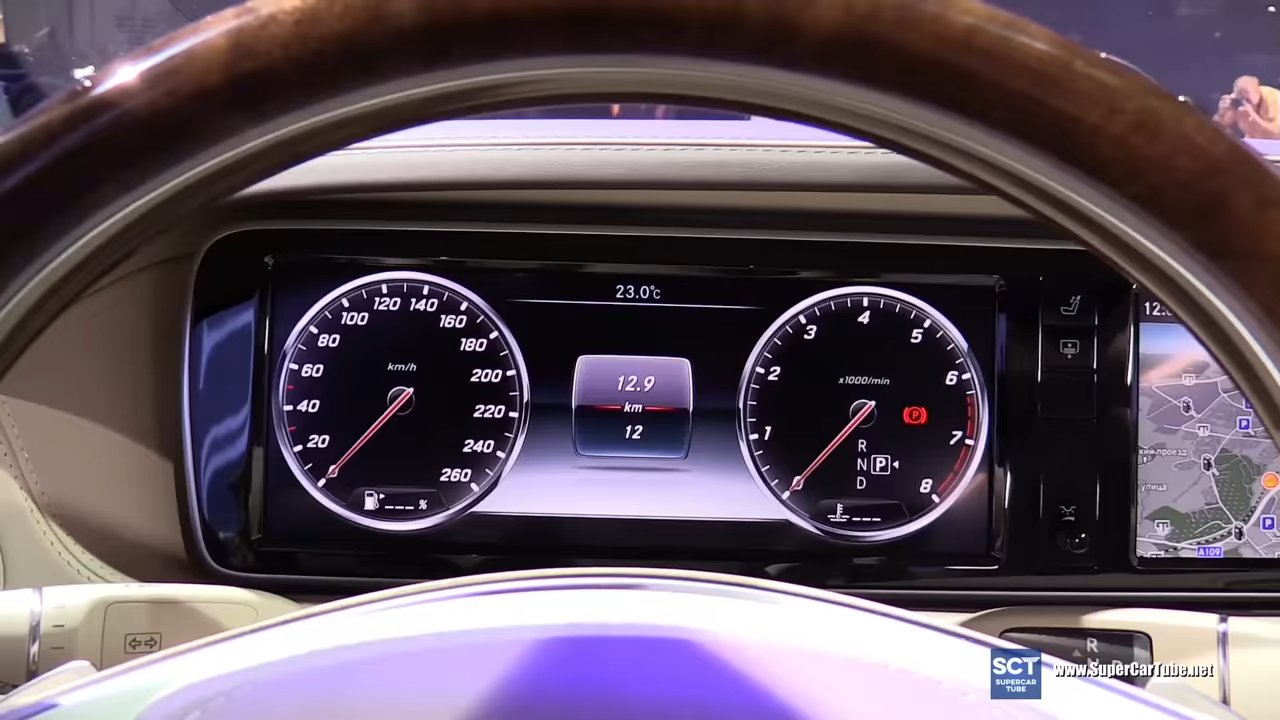 23.0°c
20
40
60
80
100
120
140
160
180
200
220
240
260
km/h
___ %
12.9
km
12
1
2
3
4
5
6
7
8
x1000/min
P
R
N P
D
___
P
P
улица
A109
R
SCT
SUPERCAR
TUBE
www.SuperCarTube.net